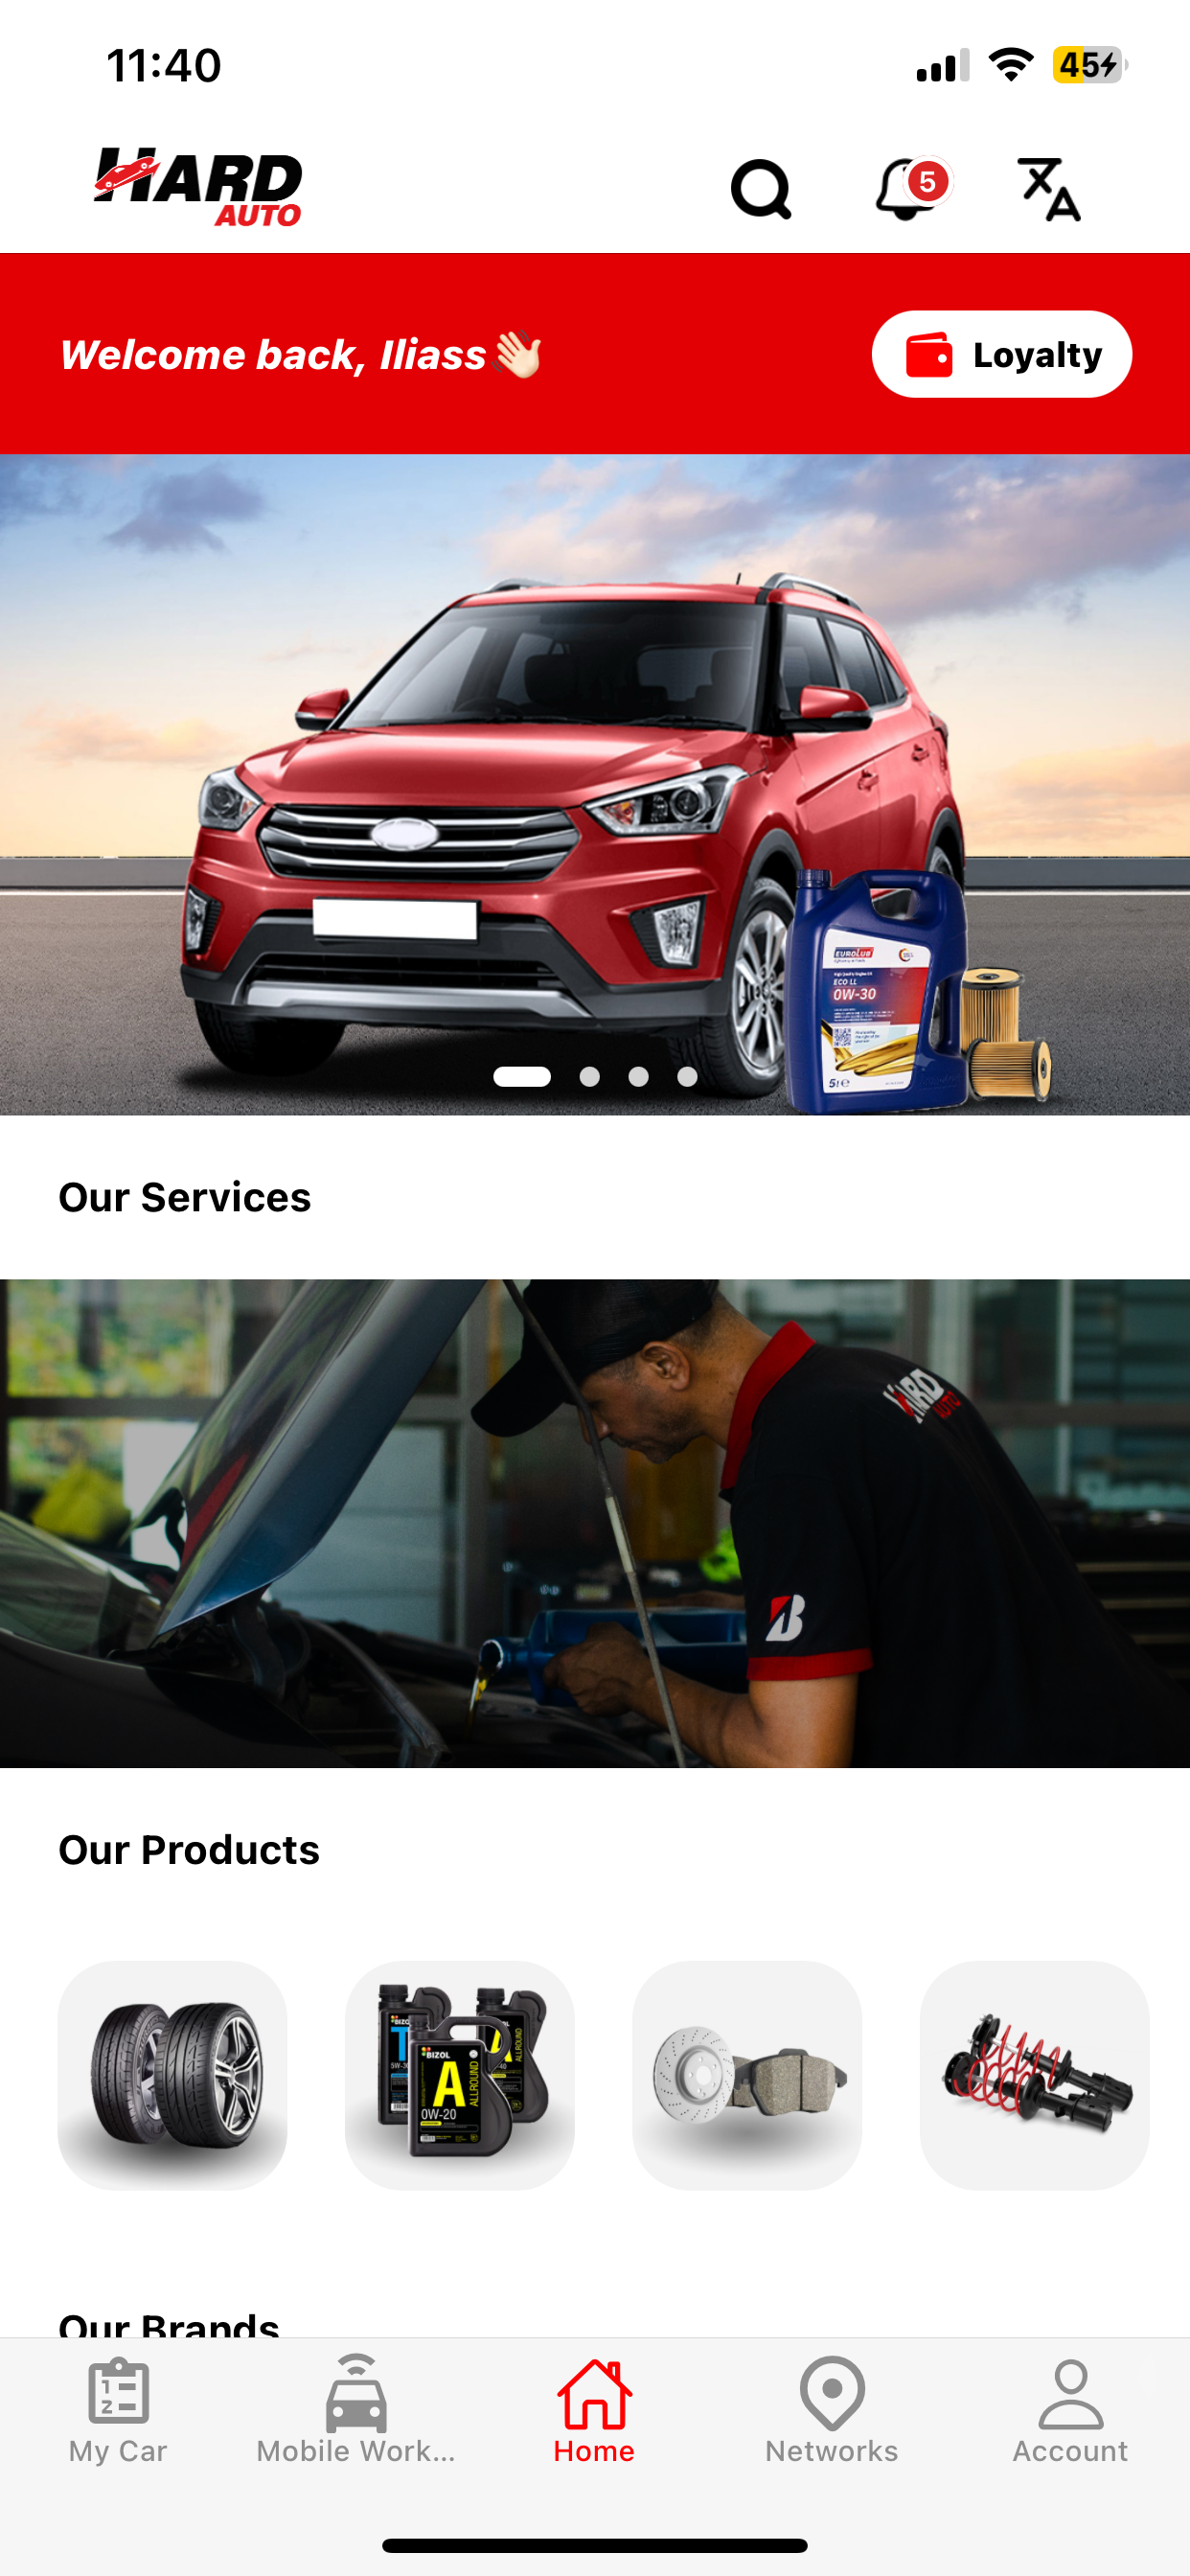 11:40
45
HARD
AUTO
5
Welcome back, Iliass
Loyalty
EUROLUB
ECO LL
0W-30
5l
Our Services
HARD
AUTO
B
Our Products
BIZOL
A
ALLROUND
0W-20
Our Brands
My Car
Mobile Work...
Home
Networks
Account